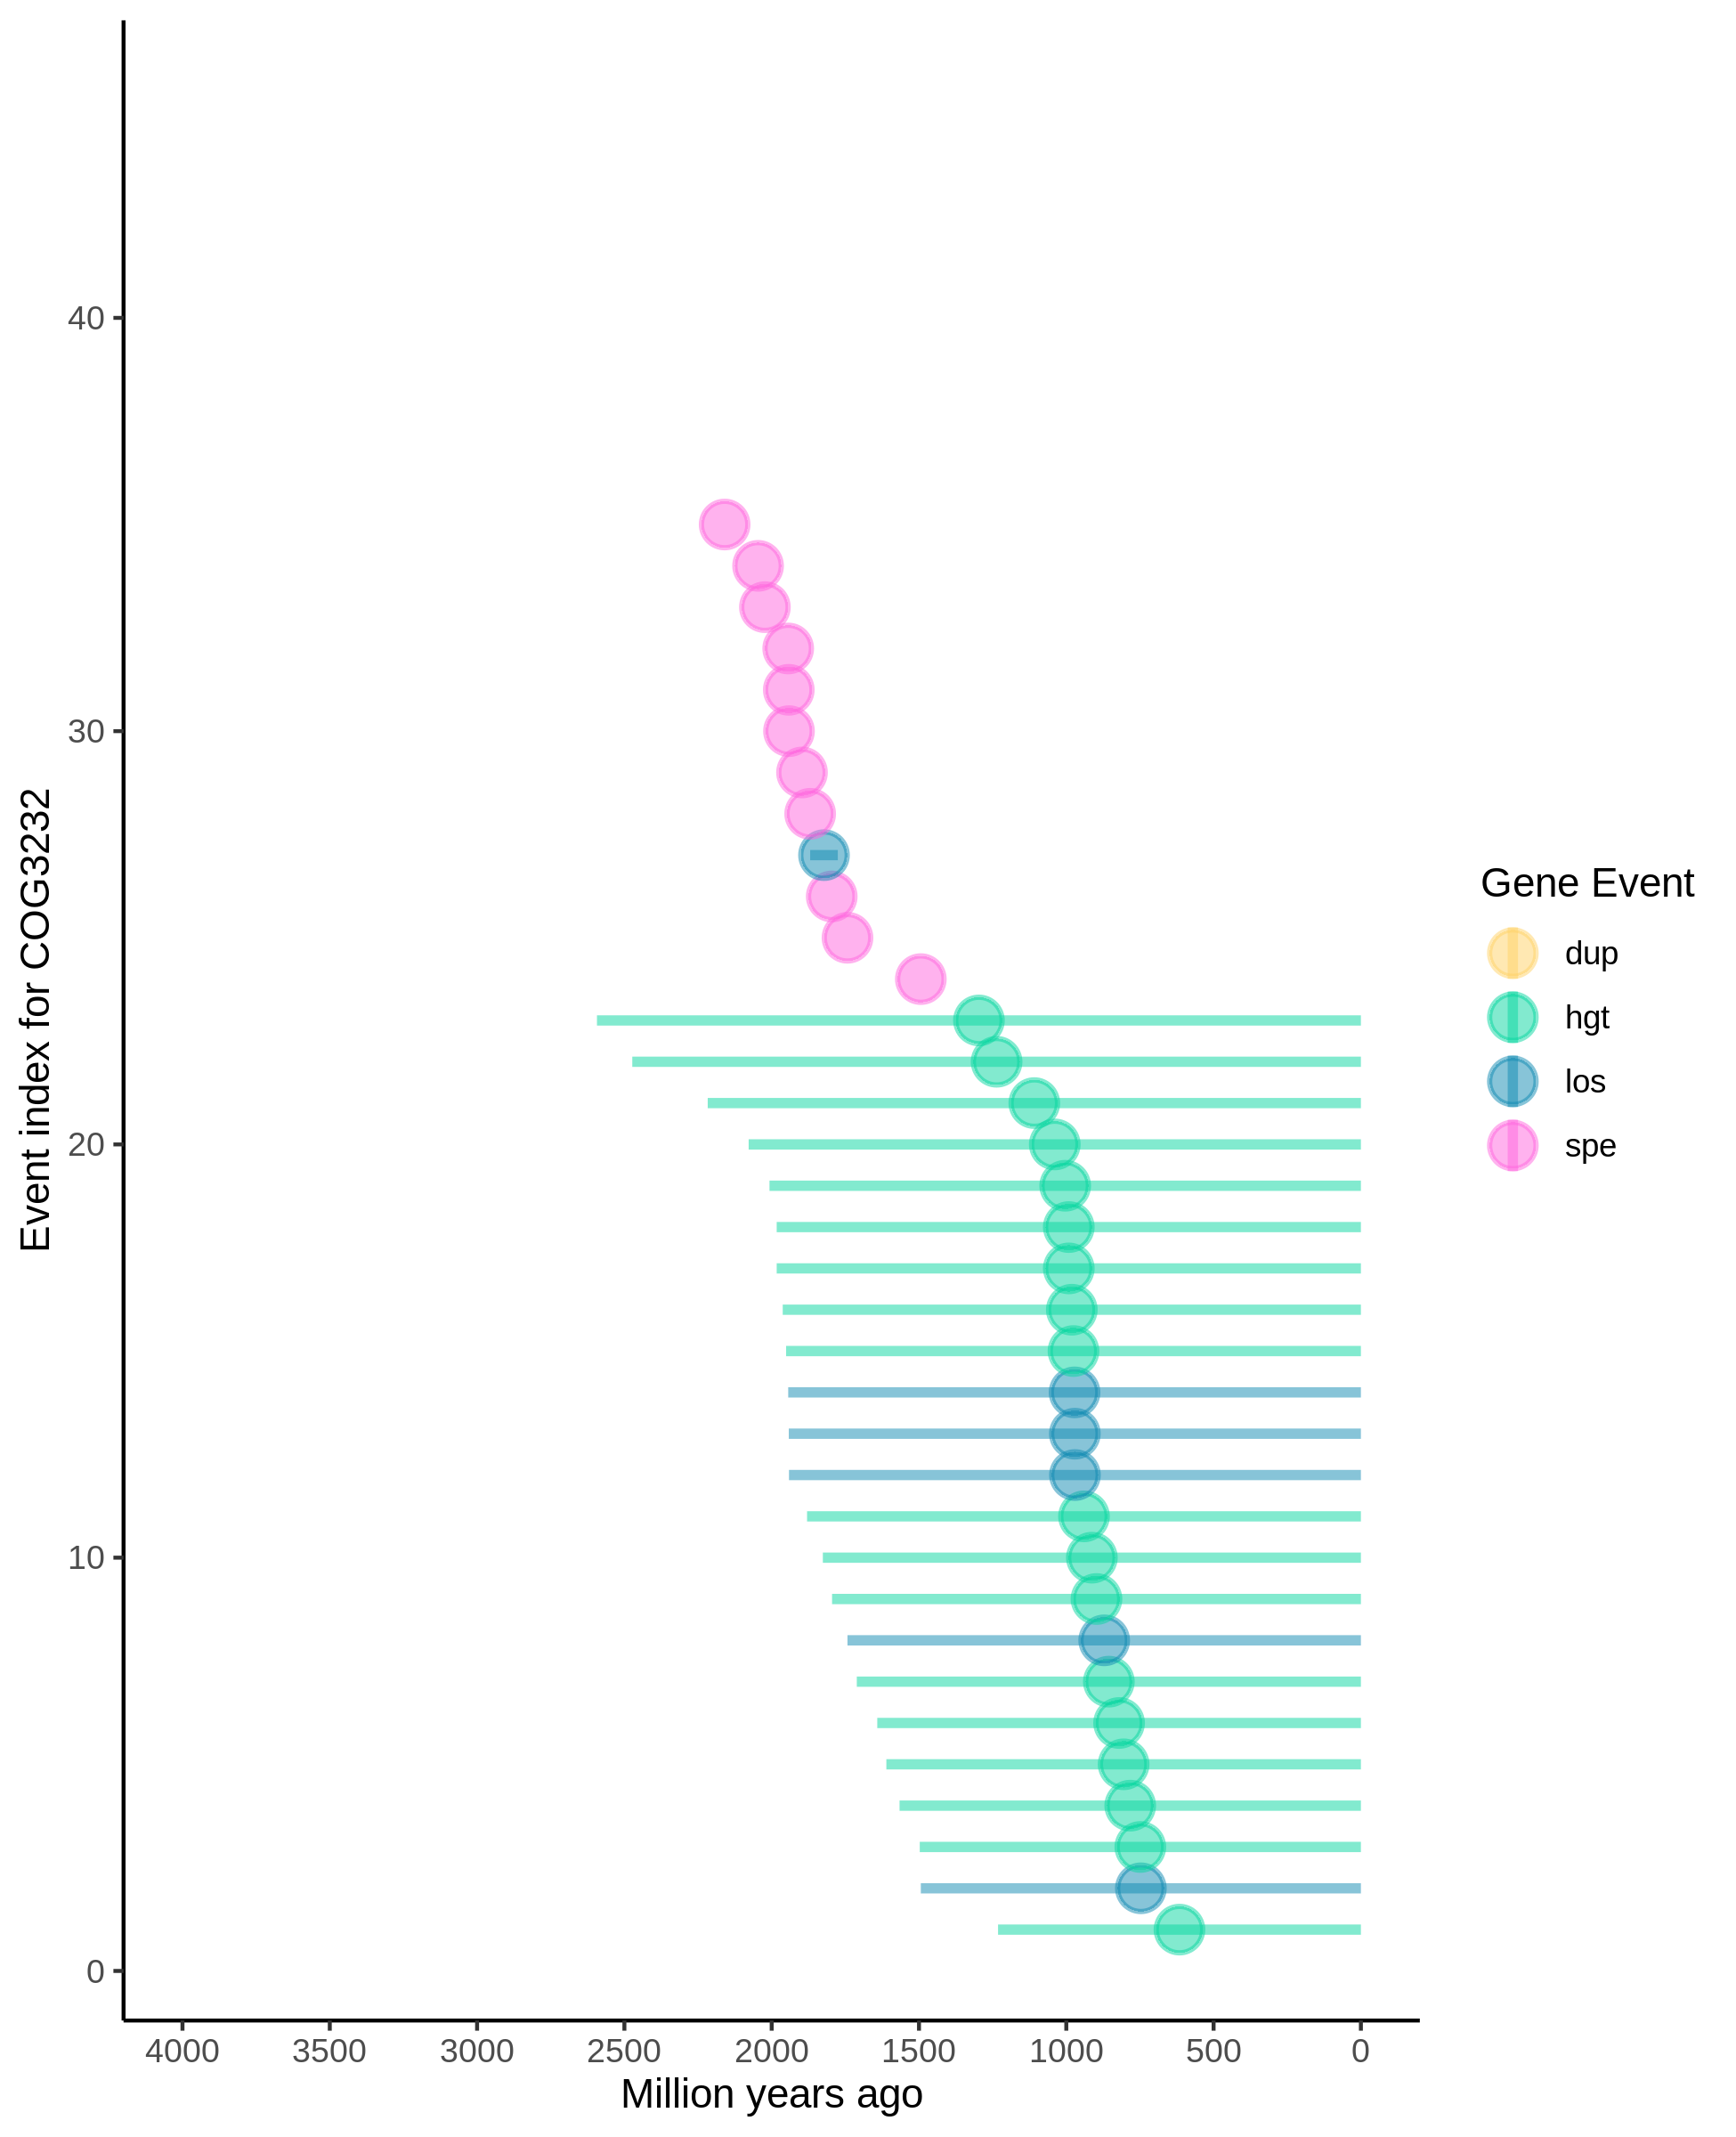 Event index for COG3232
40
30
20
10
0
4000 3500 3000 2500 2000 1500 1000 500 0
Million years ago
Gene Event
dup
hgt
los
spe